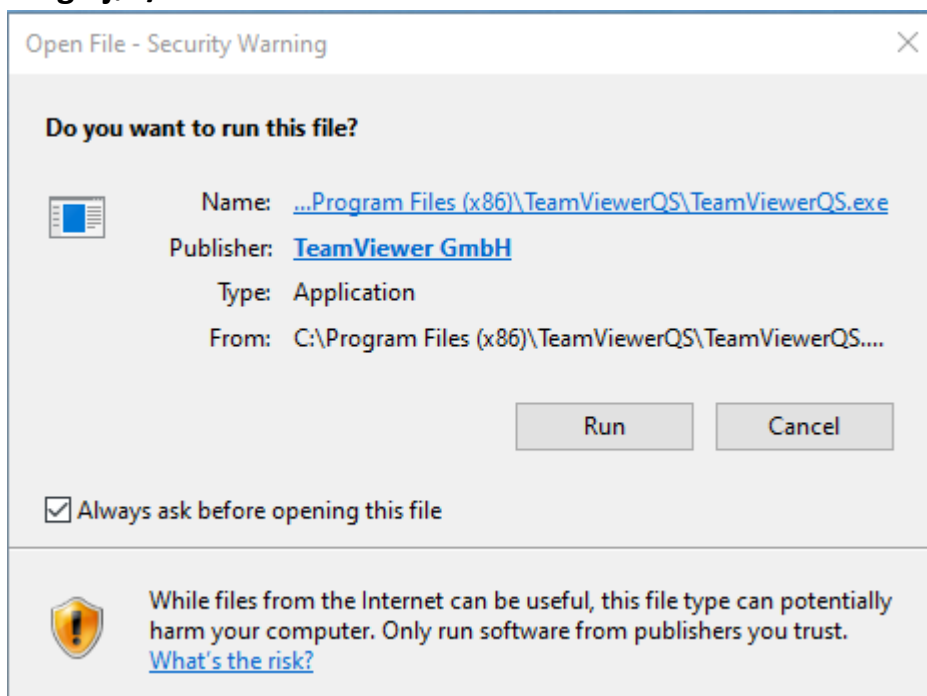 Open File - Security Warning
Do you want to run this file?
Name: ...Program Files (x86)\TeamViewerQS\TeamViewerQS.exe
Publisher: TeamViewer GmbH
Type: Application
From: C:\Program Files (x86)\TeamViewerQS\TeamViewerQS....
Run Cancel
Always ask before opening this file
While files from the Internet can be useful, this file type can potentially
harm your computer. Only run software from publishers you trust.
What's the risk?